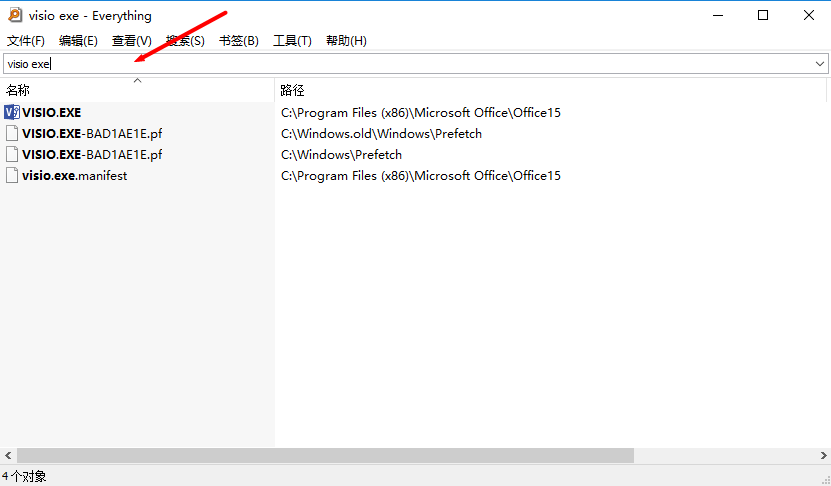 visio exe - Everything
文件(F) 编辑(E) 查看(V) 搜索(S) 书签(B) 工具(T) 帮助(H)
visio exe
名称 路径
VISIO.EXE C:\Program Files (x86)\Microsoft Office\Office15
VISIO.EXE-BAD1AE1E.pf C:\Windows.old\Windows\Prefetch
VISIO.EXE-BAD1AE1E.pf C:\Windows\Prefetch
visio.exe.manifest C:\Program Files (x86)\Microsoft Office\Office15
4 个对象